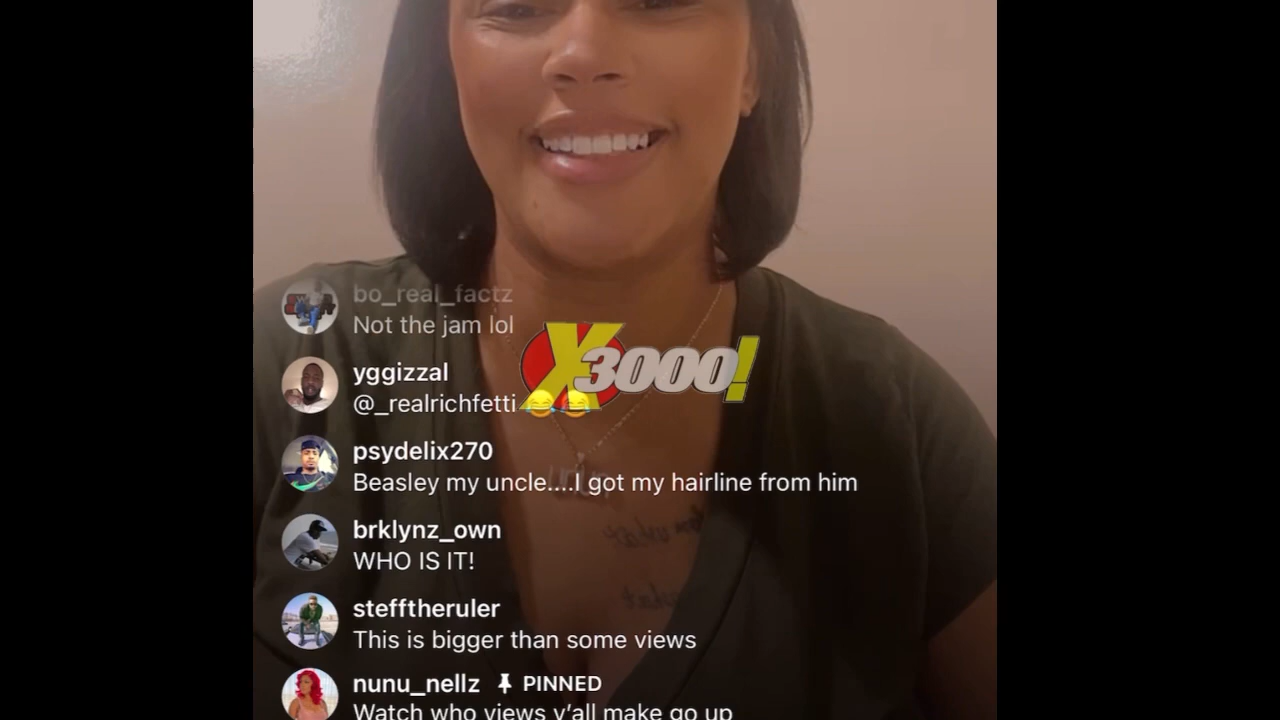 bo_real_factz
Not the jam lol
X3000!
yggizzal
@_realrichfetti 😂😂
psydelix270
Beasley my uncle....I got my hairline from him
brklynz_own
WHO IS IT!
stefftheruler
This is bigger than some views
nunu_nellz PINNED
Watch who views y'all make go up